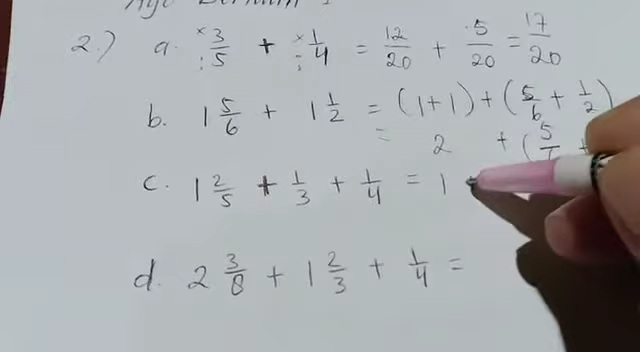 2.) a. 3/5 + 1/4 = 12/20 + 5/20 = 17/20
b. 1 5/6 + 1 1/2 = (1+1) + (5/6 + 1/2)
= 2 + (5/
c. 1 2/5 + 1/3 + 1/4 = 1
d. 2 3/8 + 1 2/3 + 1/4 =